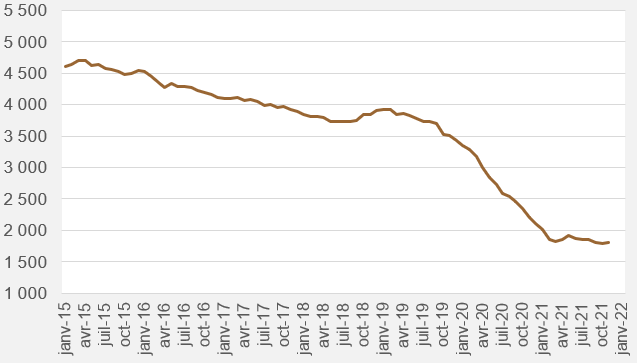 5 500
5 000
4 500
4 000
3 500
3 000
2 500
2 000
1 500
1 000
janv-15
avr-15
juil-15
oct-15
janv-16
avr-16
juil-16
oct-16
janv-17
avr-17
juil-17
oct-17
janv-18
avr-18
juil-18
oct-18
janv-19
avr-19
juil-19
oct-19
janv-20
avr-20
juil-20
oct-20
janv-21
avr-21
juil-21
oct-21
janv-22